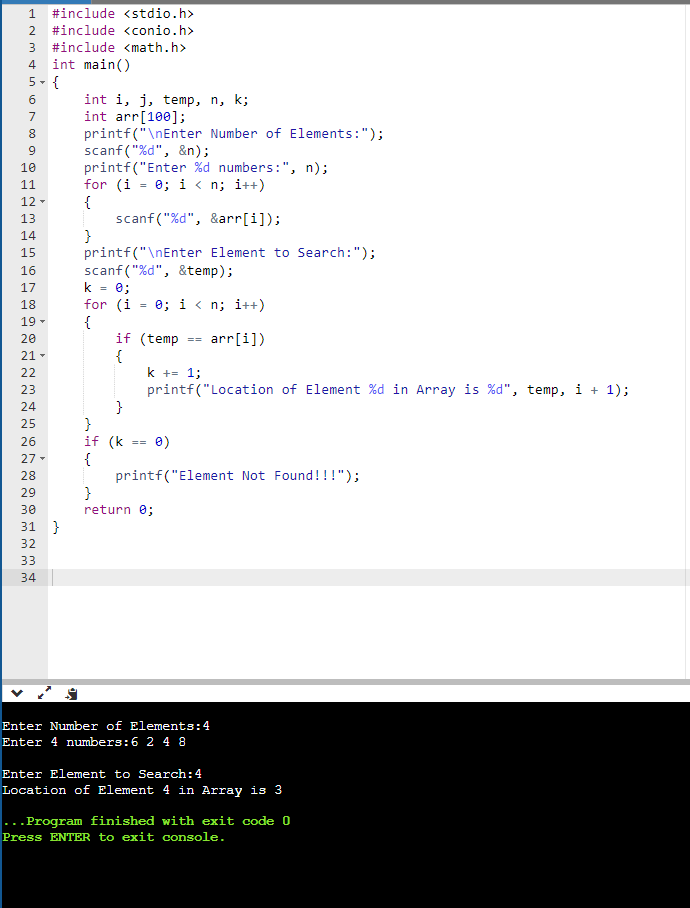 1 #include <stdio.h>
2 #include <conio.h>
3 #include <math.h>
4 int main()
5 {
6     int i, j, temp, n, k;
7     int arr[100];
8     printf("\nEnter Number of Elements:");
9     scanf("%d", &n);
10     printf("Enter %d numbers:", n);
11     for (i = 0; i < n; i++)
12     {
13         scanf("%d", &arr[i]);
14     }
15     printf("\nEnter Element to Search:");
16     scanf("%d", &temp);
17     k = 0;
18     for (i = 0; i < n; i++)
19     {
20         if (temp == arr[i])
21         {
22             k += 1;
23             printf("Location of Element %d in Array is %d", temp, i + 1);
24         }
25     }
26     if (k == 0)
27     {
28         printf("Element Not Found!!!");
29     }
30     return 0;
31 }
32
33
34
Enter Number of Elements:4
Enter 4 numbers:6 2 4 8
Enter Element to Search:4
Location of Element 4 in Array is 3
...Program finished with exit code 0
Press ENTER to exit console.